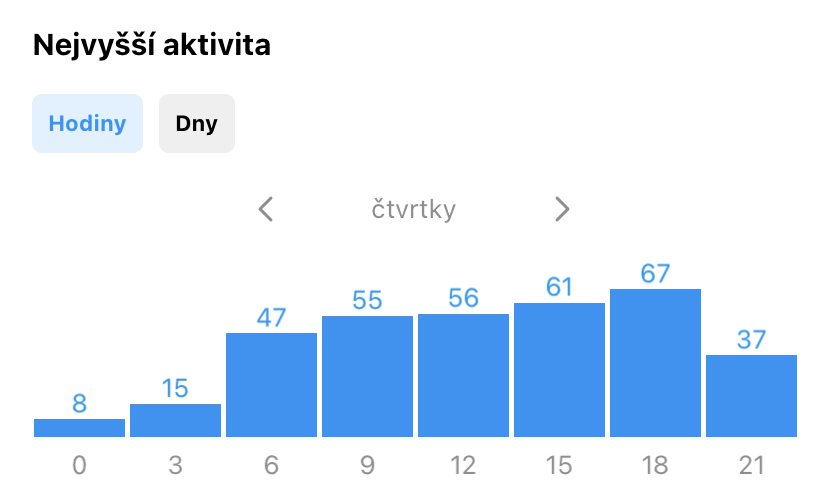 Nejvyšší aktivita
Hodiny Dny
čtvrtky
8 15 47 55 56 61 67 37
0 3 6 9 12 15 18 21